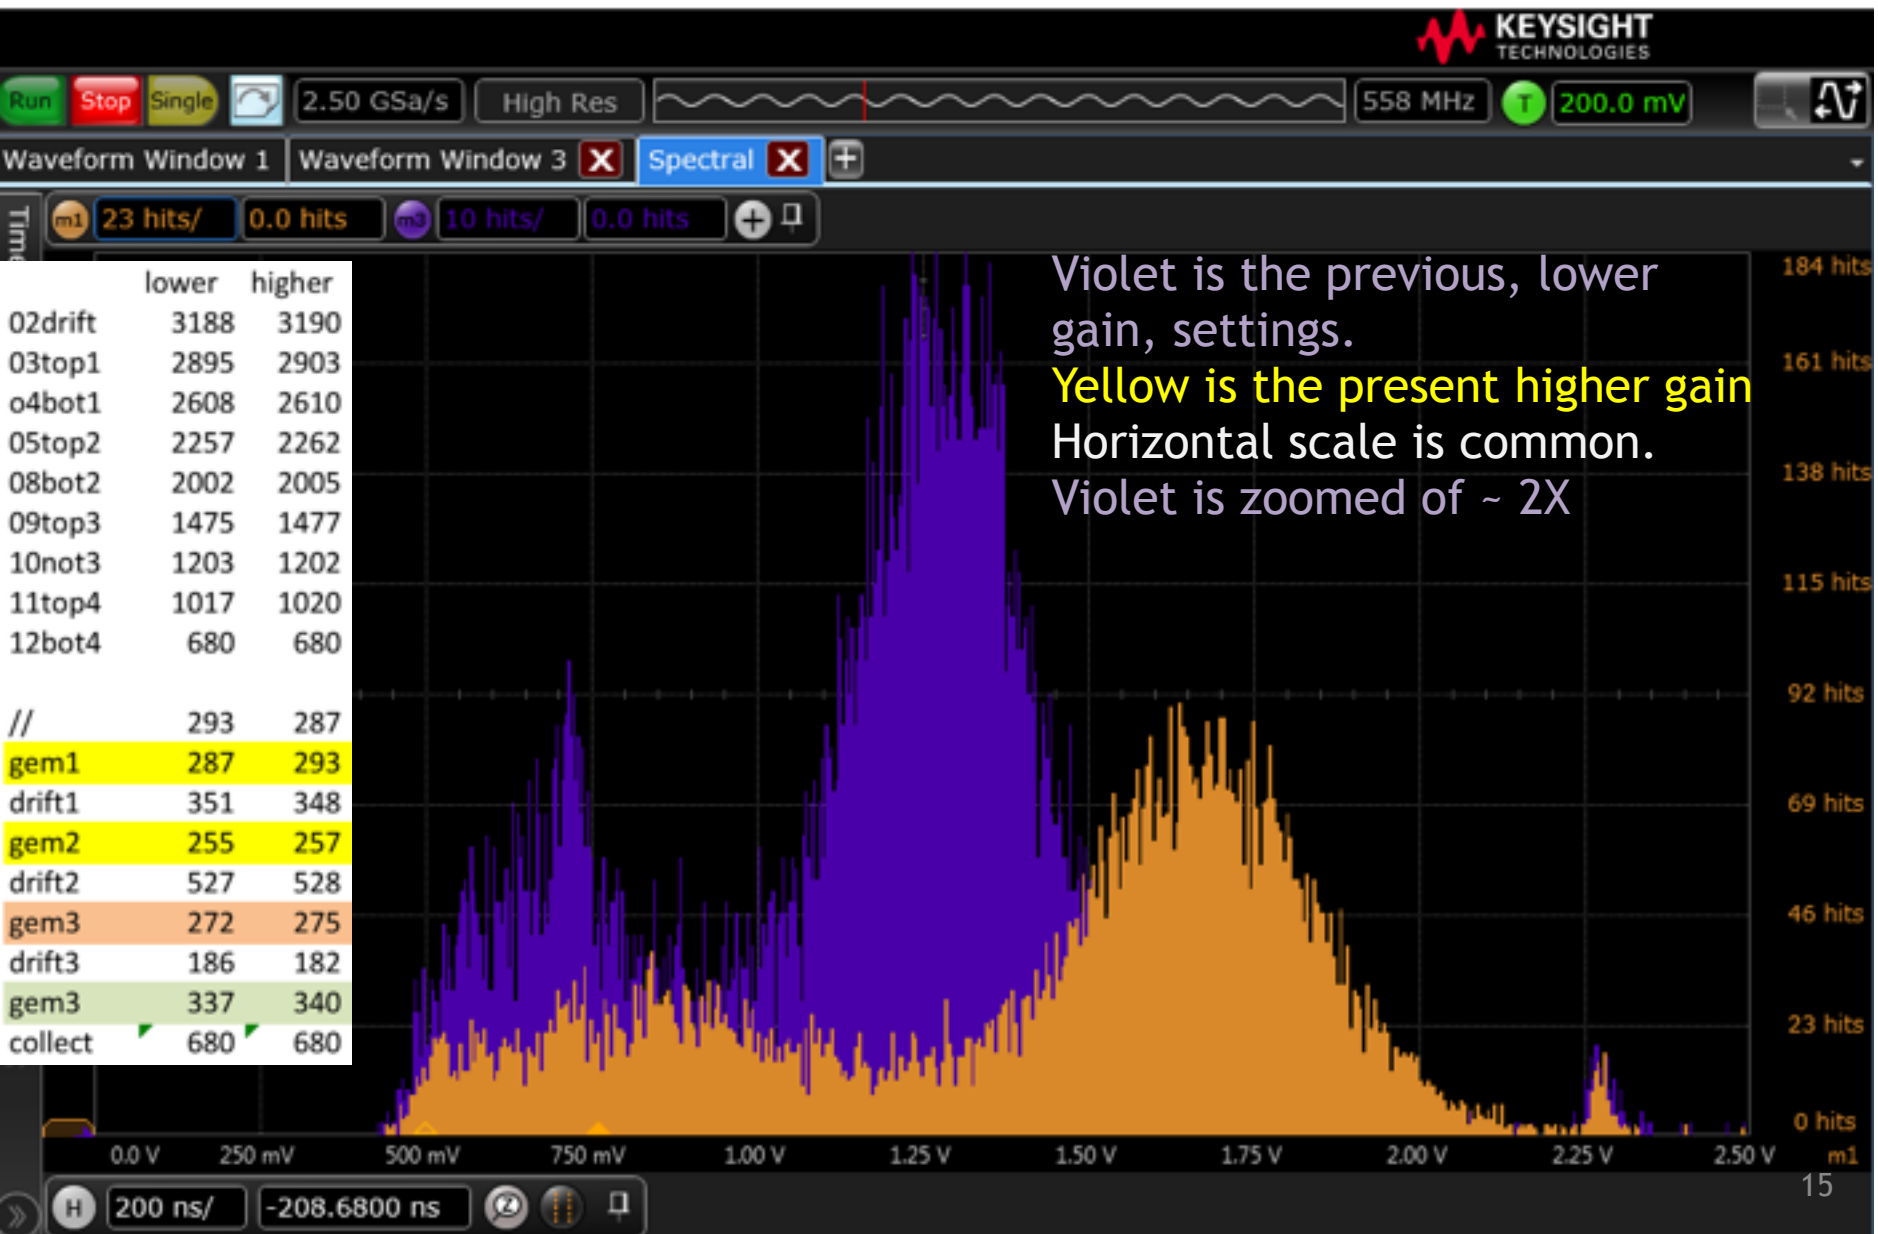 KEYSIGHT
TECHNOLOGIES
Run Stop Single 2.50 GSa/s High Res 558 MHz T 200.0 mV
Waveform Window 1 Waveform Window 3 X Spectral X +
m1 23 hits/ 0.0 hits m3 10 hits/ 0.0 hits +
lower higher
02drift 3188 3190
03top1 2895 2903
o4bot1 2608 2610
05top2 2257 2262
08bot2 2002 2005
09top3 1475 1477
10not3 1203 1202
11top4 1017 1020
12bot4 680 680
// 293 287
gem1 287 293
drift1 351 348
gem2 255 257
drift2 527 528
gem3 272 275
drift3 186 182
gem3 337 340
collect 680 680
Violet is the previous, lower
gain, settings.
Yellow is the present higher gain
Horizontal scale is common.
Violet is zoomed of ~ 2X
184 hits
161 hits
138 hits
115 hits
92 hits
69 hits
46 hits
23 hits
0 hits
0.0 V 250 mV 500 mV 750 mV 1.00 V 1.25 V 1.50 V 1.75 V 2.00 V 2.25 V 2.50 V m1
15
H 200 ns/ -208.6800 ns Z